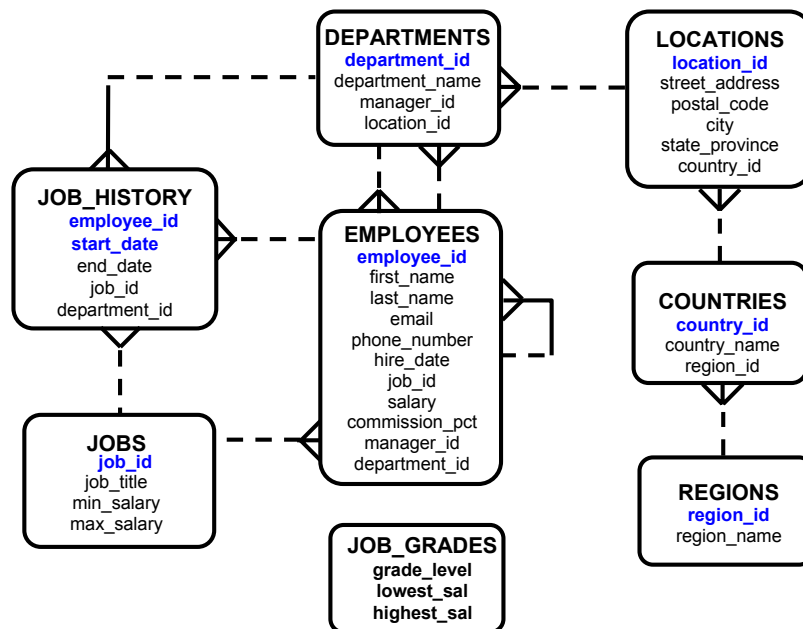 DEPARTMENTS
department_id
department_name
manager_id
location_id
LOCATIONS
location_id
street_address
postal_code
city
state_province
country_id
JOB_HISTORY
employee_id
start_date
end_date
job_id
department_id
EMPLOYEES
employee_id
first_name
last_name
email
phone_number
hire_date
job_id
salary
commission_pct
manager_id
department_id
COUNTRIES
country_id
country_name
region_id
JOBS
job_id
job_title
min_salary
max_salary
REGIONS
region_id
region_name
JOB_GRADES
grade_level
lowest_sal
highest_sal